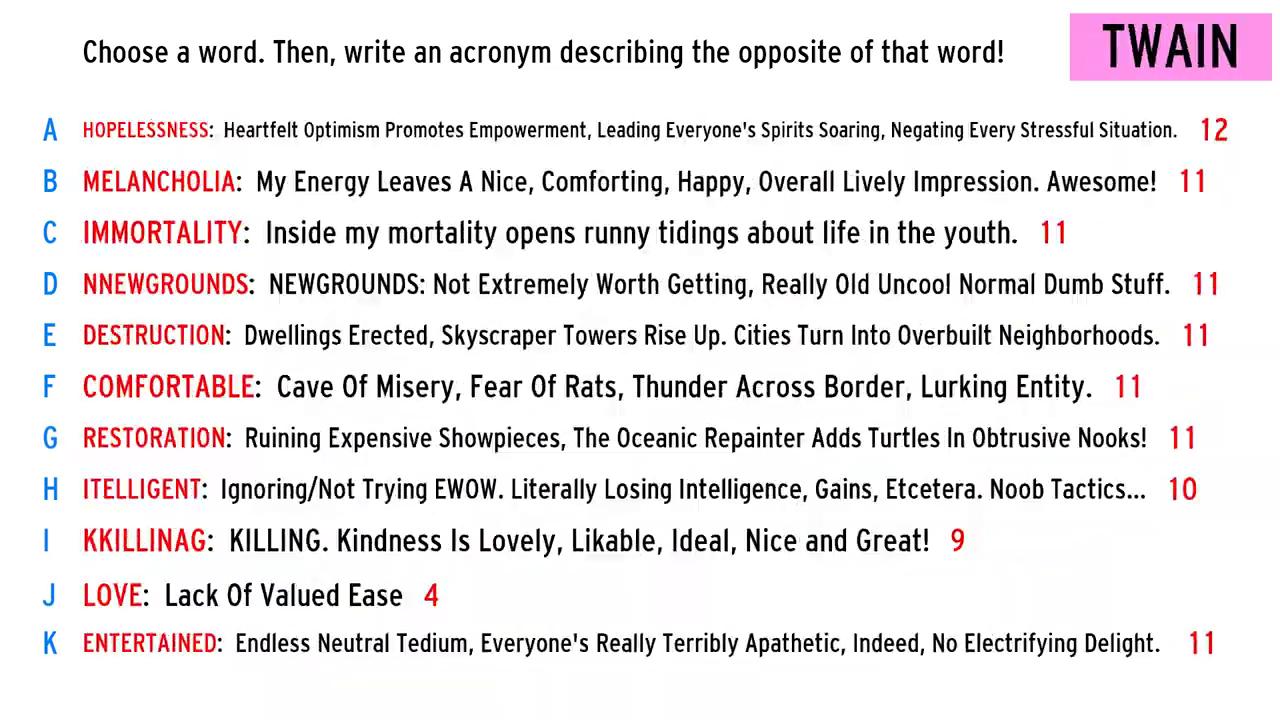 Choose a word. Then, write an acronym describing the opposite of that word!
TWAIN
A HOPELESSNESS: Heartfelt Optimism Promotes Empowerment, Leading Everyone's Spirits Soaring, Negating Every Stressful Situation. 12
B MELANCHOLIA: My Energy Leaves A Nice, Comforting, Happy, Overall Lively Impression. Awesome! 11
C IMMORTALITY: Inside my mortality opens runny tidings about life in the youth. 11
D NNEWGROUNDS: NEWGROUNDS: Not Extremely Worth Getting, Really Old Uncool Normal Dumb Stuff. 11
E DESTRUCTION: Dwellings Erected, Skyscraper Towers Rise Up. Cities Turn Into Overbuilt Neighborhoods. 11
F COMFORTABLE: Cave Of Misery, Fear Of Rats, Thunder Across Border, Lurking Entity. 11
G RESTORATION: Ruining Expensive Showpieces, The Oceanic Repainter Adds Turtles In Obtrusive Nooks! 11
H ITELLIGENT: Ignoring/Not Trying EWOW. Literally Losing Intelligence, Gains, Etcetera. Noob Tactics... 10
I KKILLINAG: KILLING. Kindness Is Lovely, Likable, Ideal, Nice and Great! 9
J LOVE: Lack Of Valued Ease 4
K ENTERTAINED: Endless Neutral Tedium, Everyone's Really Terribly Apathetic, Indeed, No Electrifying Delight. 11